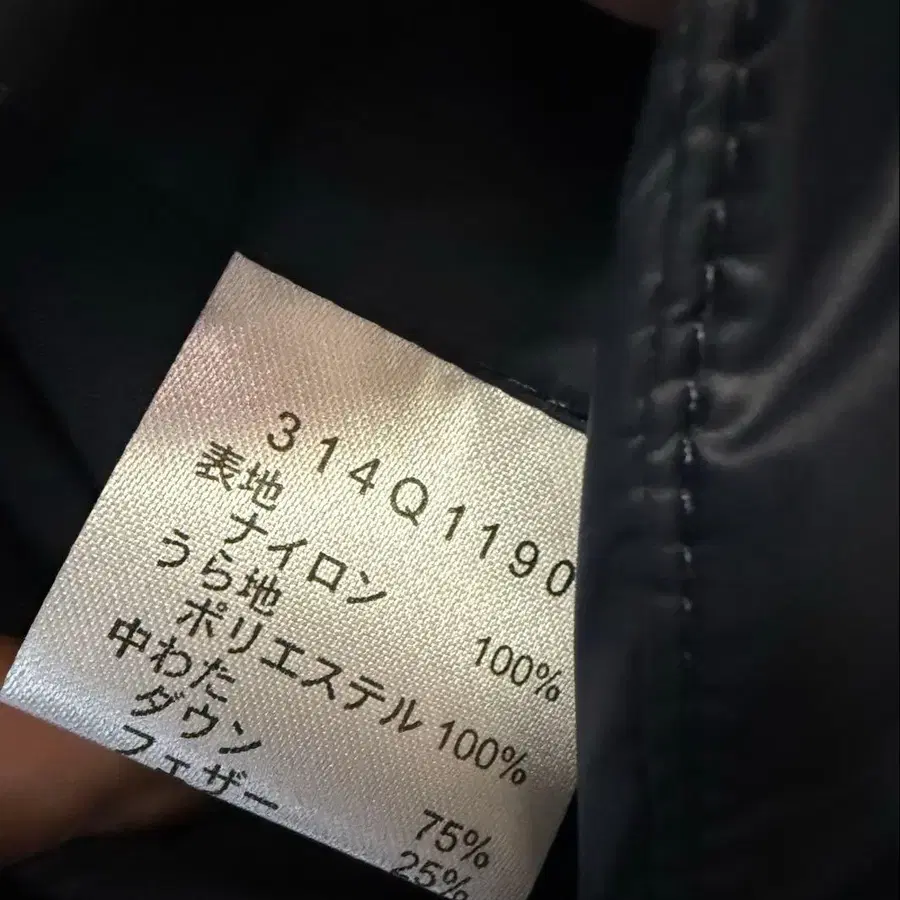 314Q1190
表地
ナイロン 100%
うら地
ポリエステル 100%
中わた
ダウン 75%
フェザー 25%